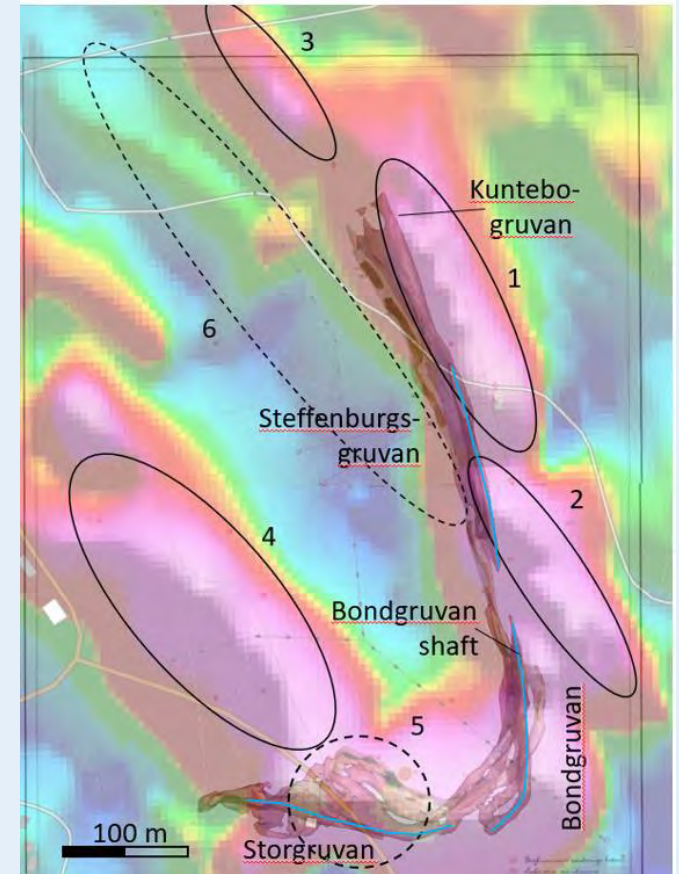 3
Kuntebo-
gruvan
1
6
Steffenburgs-
gruvan
2
4
Bondgruvan
shaft
Bondgruvan
5
100 m
Storgruvan